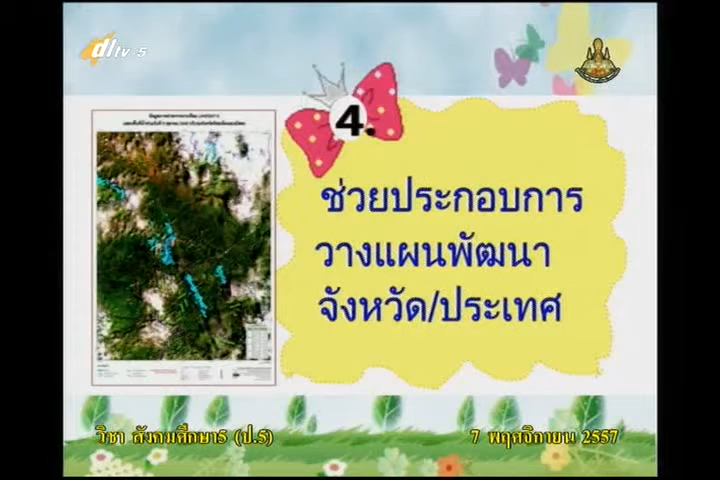 dltv 5
4.
ช่วยประกอบการ
วางแผนพัฒนา
จังหวัด/ประเทศ
วิชา สังคมศึกษา5 (ป.5)
7 พฤศจิกายน 2557